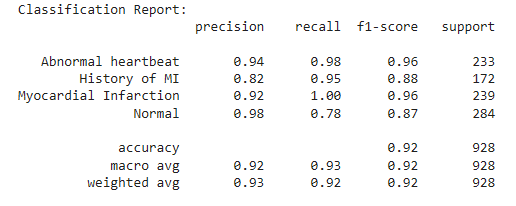 Classification Report:
precision recall f1-score support
Abnormal heartbeat 0.94 0.98 0.96 233
History of MI 0.82 0.95 0.88 172
Myocardial Infarction 0.92 1.00 0.96 239
Normal 0.98 0.78 0.87 284
accuracy 0.92 928
macro avg 0.92 0.93 0.92 928
weighted avg 0.93 0.92 0.92 928